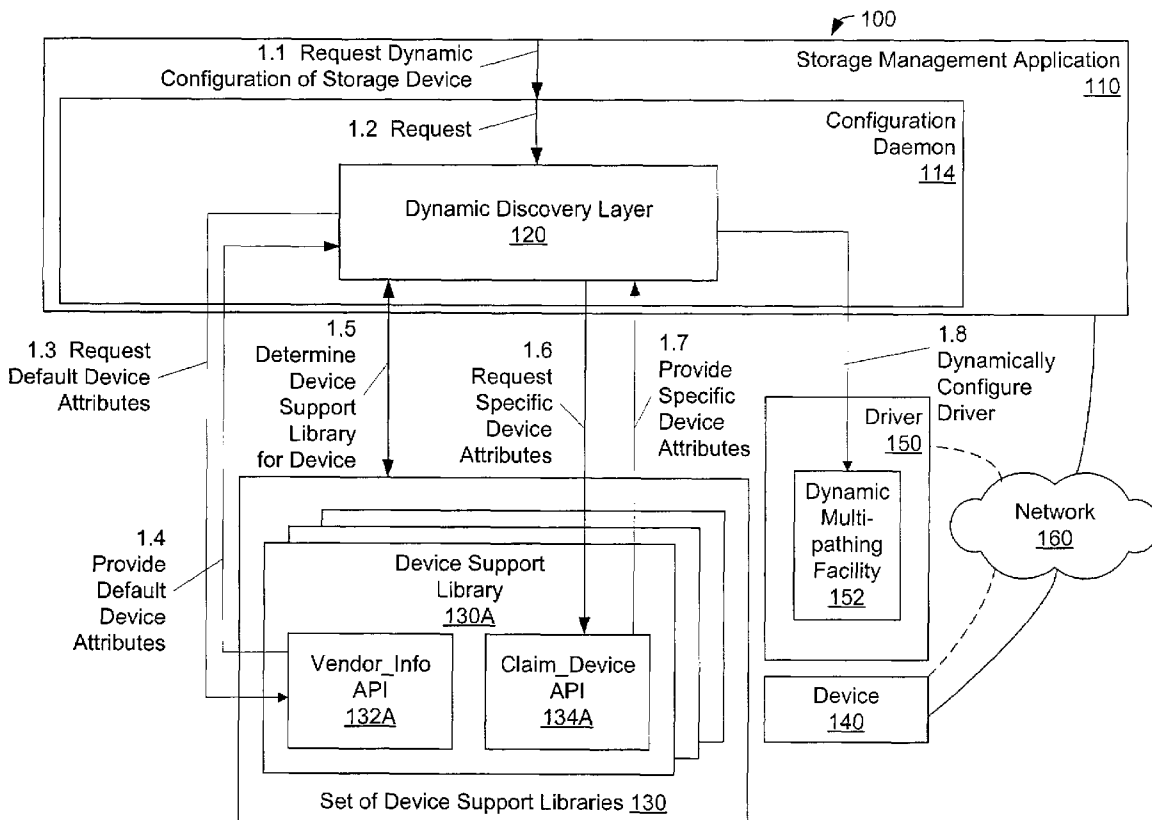 100
1.1 Request Dynamic
Configuration of Storage Device
Storage Management Application
110
1.2 Request
Configuration
Daemon
114
Dynamic Discovery Layer
120
1.3 Request
Default Device
Attributes
1.5
Determine
Device
Support
Library
for Device
1.6
Request
Specific
Device
Attributes
1.7
Provide
Specific
Device
Attributes
1.8
Dynamically
Configure
Driver
Driver
150
Dynamic
Multi-
pathing
Facility
152
Network
160
1.4
Provide
Default
Device
Attributes
Device Support
Library
130A
Vendor_Info
API
132A
Claim_Device
API
134A
Device
140
Set of Device Support Libraries 130